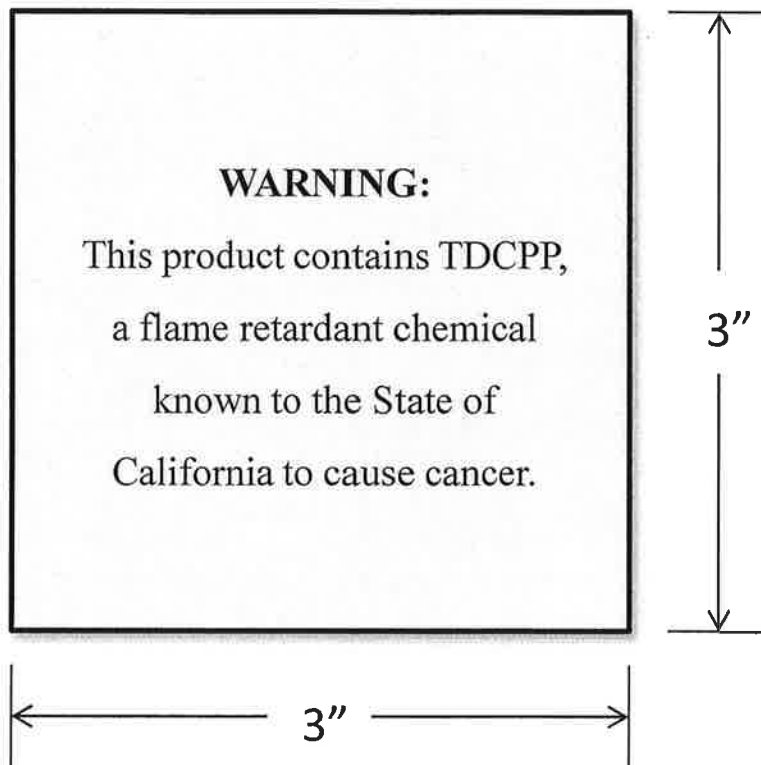 WARNING:
This product contains TDCPP,
a flame retardant chemical
known to the State of
California to cause cancer.
3”
3”